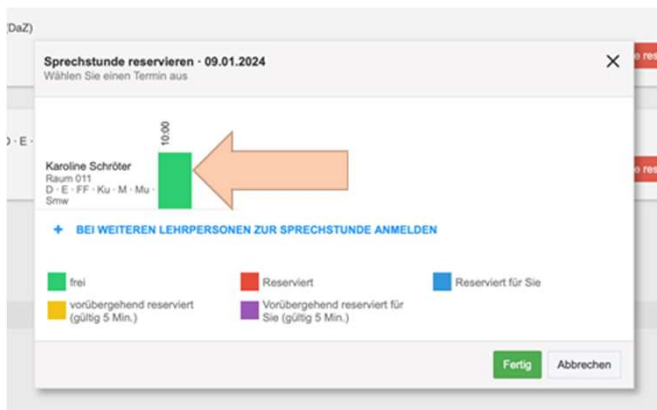 (DaZ)
Sprechstunde reservieren · 09.01.2024
Wählen Sie einen Termin aus
10:00
Karoline Schröter
Raum 011
D · E · FF · Ku · M · Mu ·
Smw
+ BEI WEITEREN LEHRPERSONEN ZUR SPRECHSTUNDE ANMELDEN
frei
Reserviert
Reserviert für Sie
vorübergehend reserviert
(gültig 5 Min.)
Vorübergehend reserviert für
Sie (gültig 5 Min.)
Fertig
Abbrechen